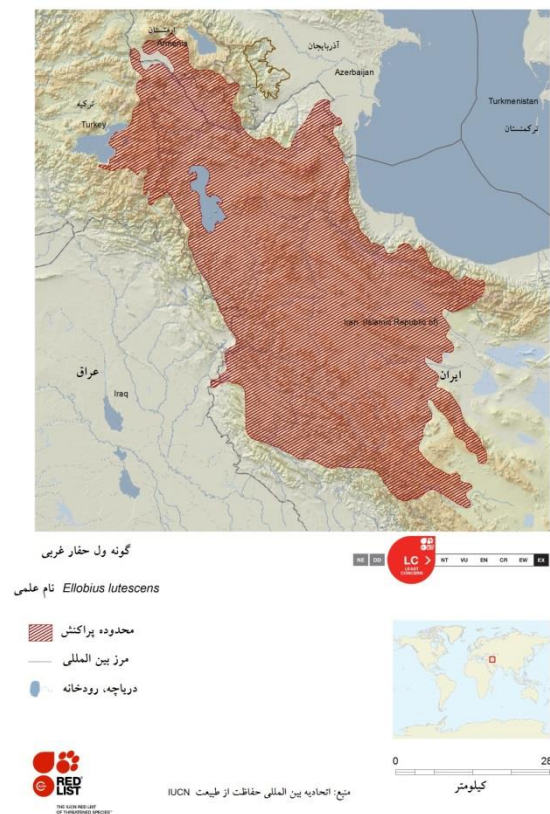 ارمنستان
Armenia
آذربایجان
Azerbaijan
Turkmenistan
ترکمنستان
ترکیه
Turkey
Iran (Islamic Republic of)
ایران
عراق
Iraq
گونه ول حفار غربی
نام علمی Ellobius lutescens
NE DD LC NT VU EN CR EW EX
LEAST
CONCERN
محدوده پراکنش
مرز بین المللی
دریاچه، رودخانه
0 28
کیلومتر
RED
LIST
THE IUCN RED LIST
OF THREATENED SPECIES™
منبع: اتحادیه بین المللی حفاظت از طبیعت IUCN